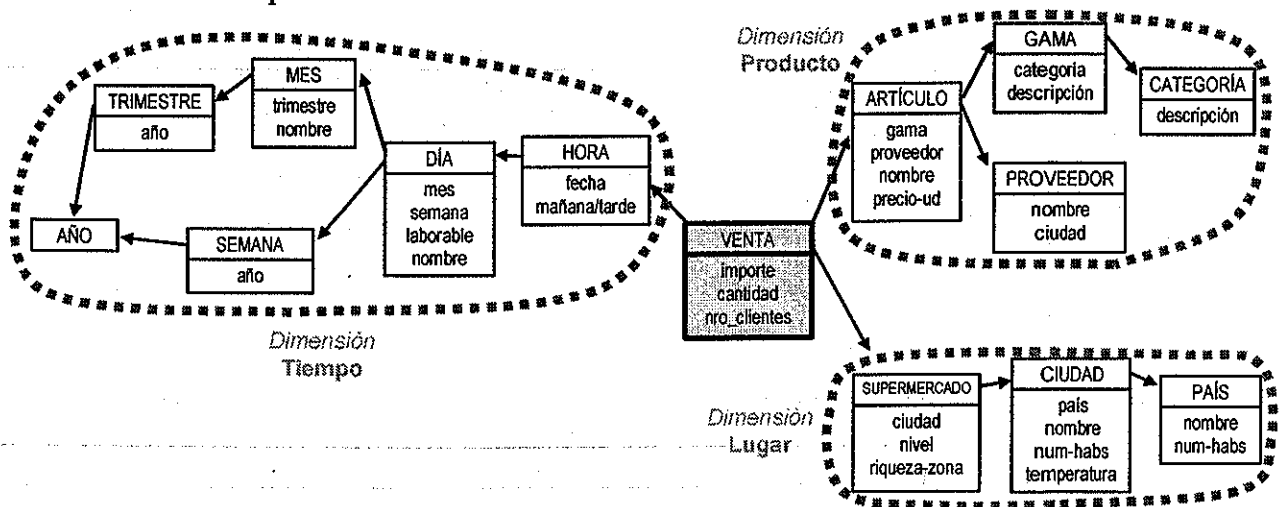 Dimensión
Tiempo
AÑO
TRIMESTRE
año
MES
trimestre
nombre
SEMANA
año
DÍA
mes
semana
laborable
nombre
HORA
fecha
mañana/tarde
VENTA
importe
cantidad
nro_clientes
Dimensión
Producto
ARTÍCULO
gama
proveedor
nombre
precio-ud
GAMA
categoria
descripción
CATEGORÍA
descripción
PROVEEDOR
nombre
ciudad
Dimensión
Lugar
SUPERMERCADO
ciudad
nivel
riqueza-zona
CIUDAD
país
nombre
num-habs
temperatura
PAÍS
nombre
num-habs